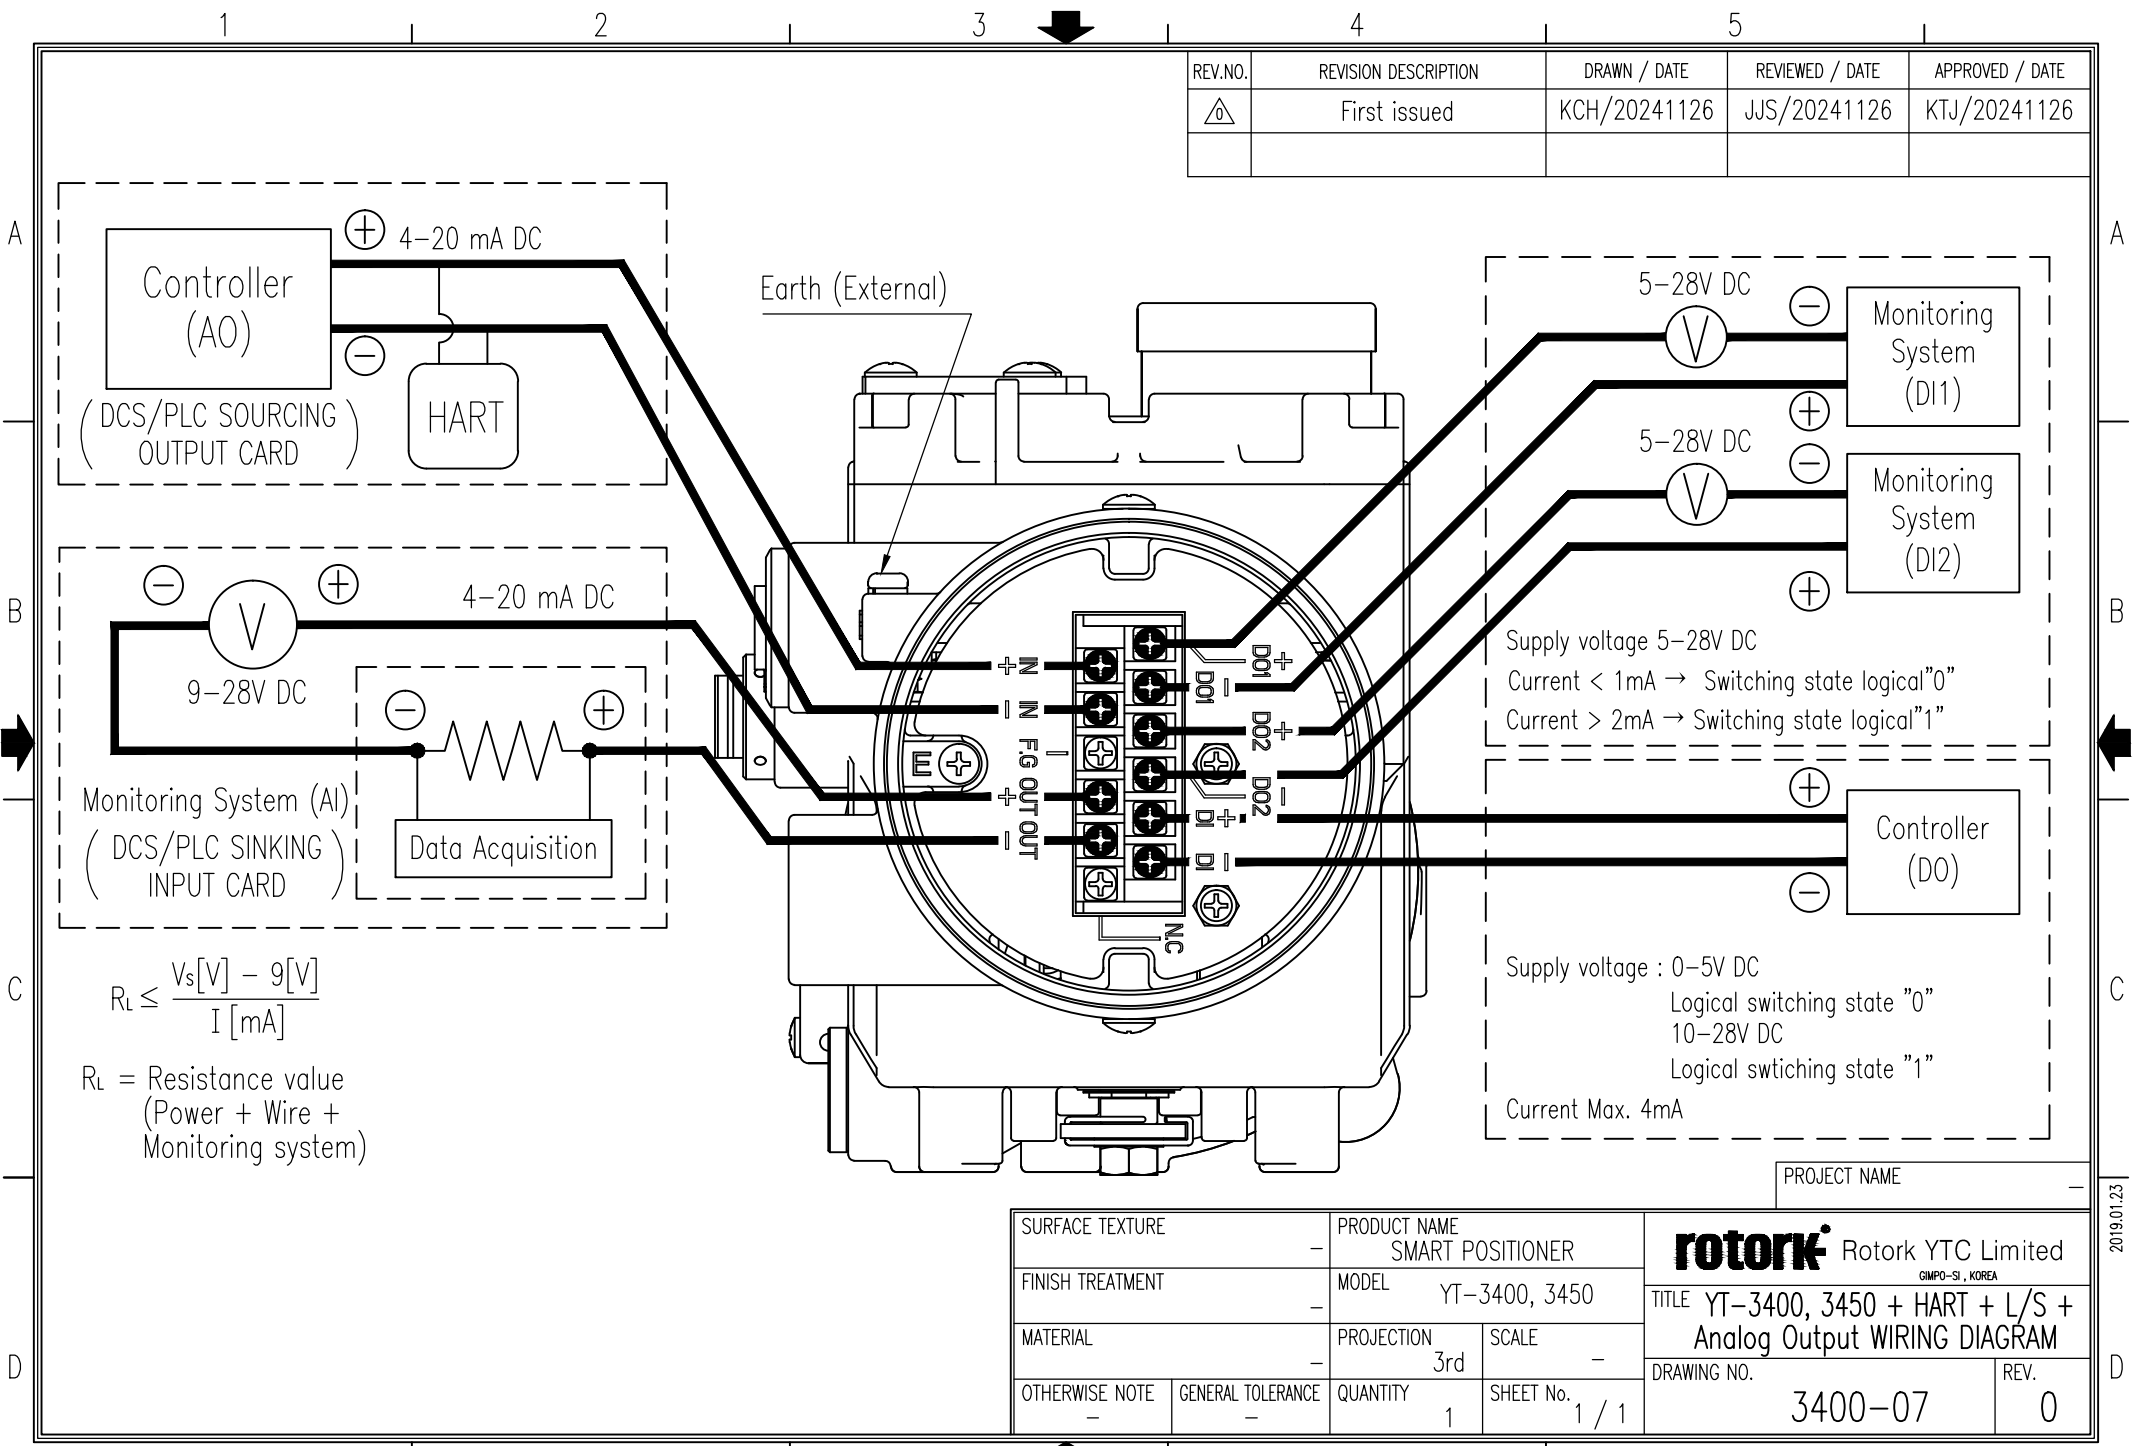 1 2 3 4 5
REV.NO. REVISION DESCRIPTION DRAWN / DATE REVIEWED / DATE APPROVED / DATE
0 First issued KCH/20241126 JJS/20241126 KTJ/20241126
A A
B B
C C
D D
Controller
(AO)
+ 4-20 mA DC
−
HART
( DCS/PLC SOURCING
OUTPUT CARD )
Earth (External)
− V + 4-20 mA DC
9-28V DC
− +
Data Acquisition
Monitoring System (AI)
( DCS/PLC SINKING
INPUT CARD )
RL ≤ Vs[V] - 9[V]
I [mA]
RL = Resistance value
(Power + Wire +
Monitoring system)
+ IN
− IN
F.G
+ OUT
− OUT
E
DO1 +
DO1 −
DO2 +
DO2 −
DI +
DI −
N.C
5-28V DC
V
−
+
Monitoring
System
(DI1)
5-28V DC
V
−
+
Monitoring
System
(DI2)
Supply voltage 5-28V DC
Current < 1mA → Switching state logical"0"
Current > 2mA → Switching state logical"1"
+
−
Controller
(DO)
Supply voltage : 0-5V DC
Logical switching state "0"
10-28V DC
Logical swtiching state "1"
Current Max. 4mA
PROJECT NAME -
2019.01.23
SURFACE TEXTURE -
FINISH TREATMENT -
MATERIAL -
OTHERWISE NOTE -
GENERAL TOLERANCE -
PRODUCT NAME
SMART POSITIONER
MODEL YT-3400, 3450
PROJECTION 3rd
SCALE -
QUANTITY 1
SHEET No. 1 / 1
rotork Rotork YTC Limited
GIMPO-SI , KOREA
TITLE YT-3400, 3450 + HART + L/S +
Analog Output WIRING DIAGRAM
DRAWING NO. 3400-07
REV. 0